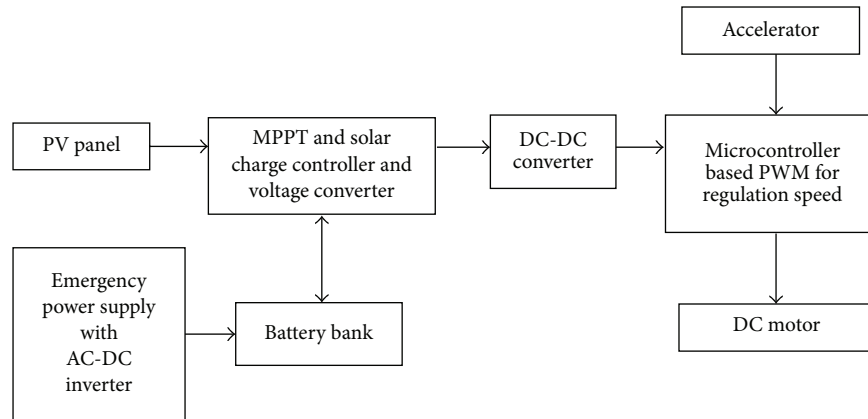 Accelerator
PV panel
MPPT and solar
charge controller and
voltage converter
DC-DC
converter
Microcontroller
based PWM for
regulation speed
Emergency
power supply
with
AC-DC
inverter
Battery bank
DC motor